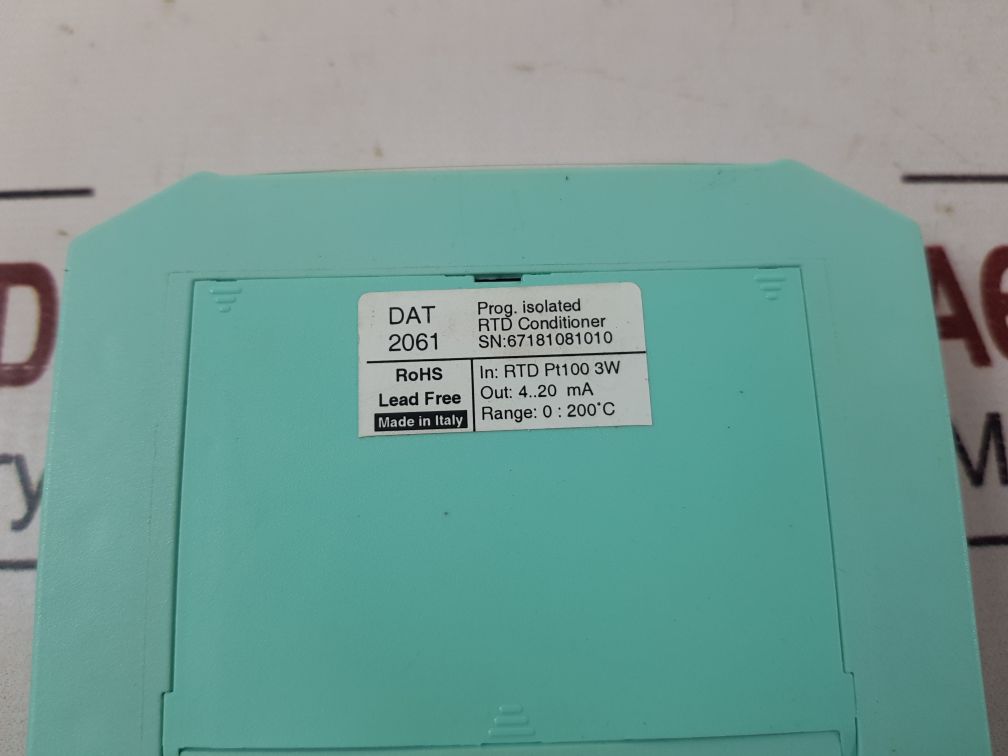 DAT
2061
Prog. isolated
RTD Conditioner
SN:67181081010
RoHS
Lead Free
Made in Italy
In: RTD Pt100 3W
Out: 4..20 mA
Range: 0 : 200°C